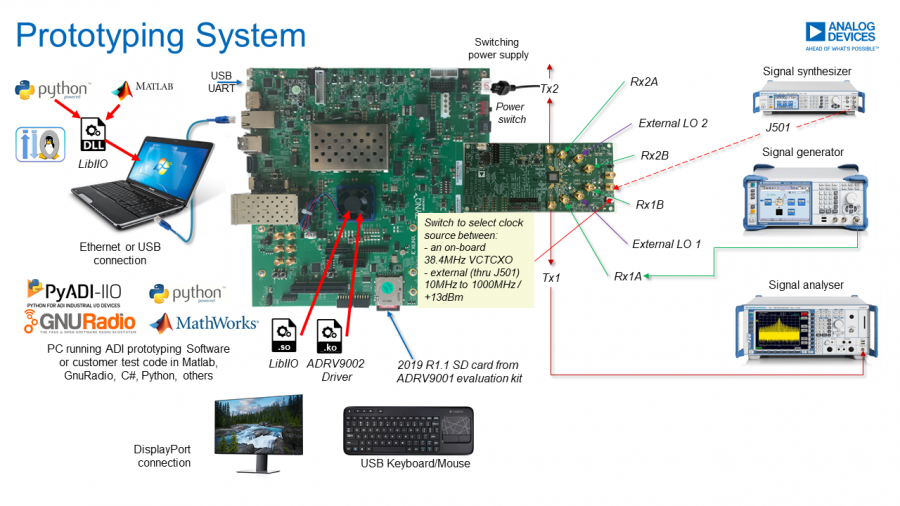 Prototyping System
ANALOG
DEVICES
AHEAD OF WHAT'S POSSIBLE™
Switching
power supply
USB
UART
python™
powered
MATLAB
DLL
LibIIO
Power
switch
Tx2
Rx2A
External LO 2
Rx2B
Rx1B
External LO 1
Rx1A
Tx1
Signal synthesizer
J501
Signal generator
Signal analyser
Ethernet or USB
connection
Switch to select clock
source between:
- an on-board
38.4MHz VCTCXO
- external (thru J501)
10MHz to 1000MHz /
+13dBm
PyADI-IIO
PYTHON FOR ADI INDUSTRIAL I/O DEVICES
python™
powered
GNURadio
THE FREE & OPEN SOFTWARE RADIO ECOSYSTEM
MathWorks®
PC running ADI prototyping Software
or customer test code in Matlab,
GnuRadio, C#, Python, others
.so
.ko
LibIIO
ADRV9002
Driver
2019 R1.1 SD card from
ADRV9001 evaluation kit
DisplayPort
connection
USB Keyboard/Mouse